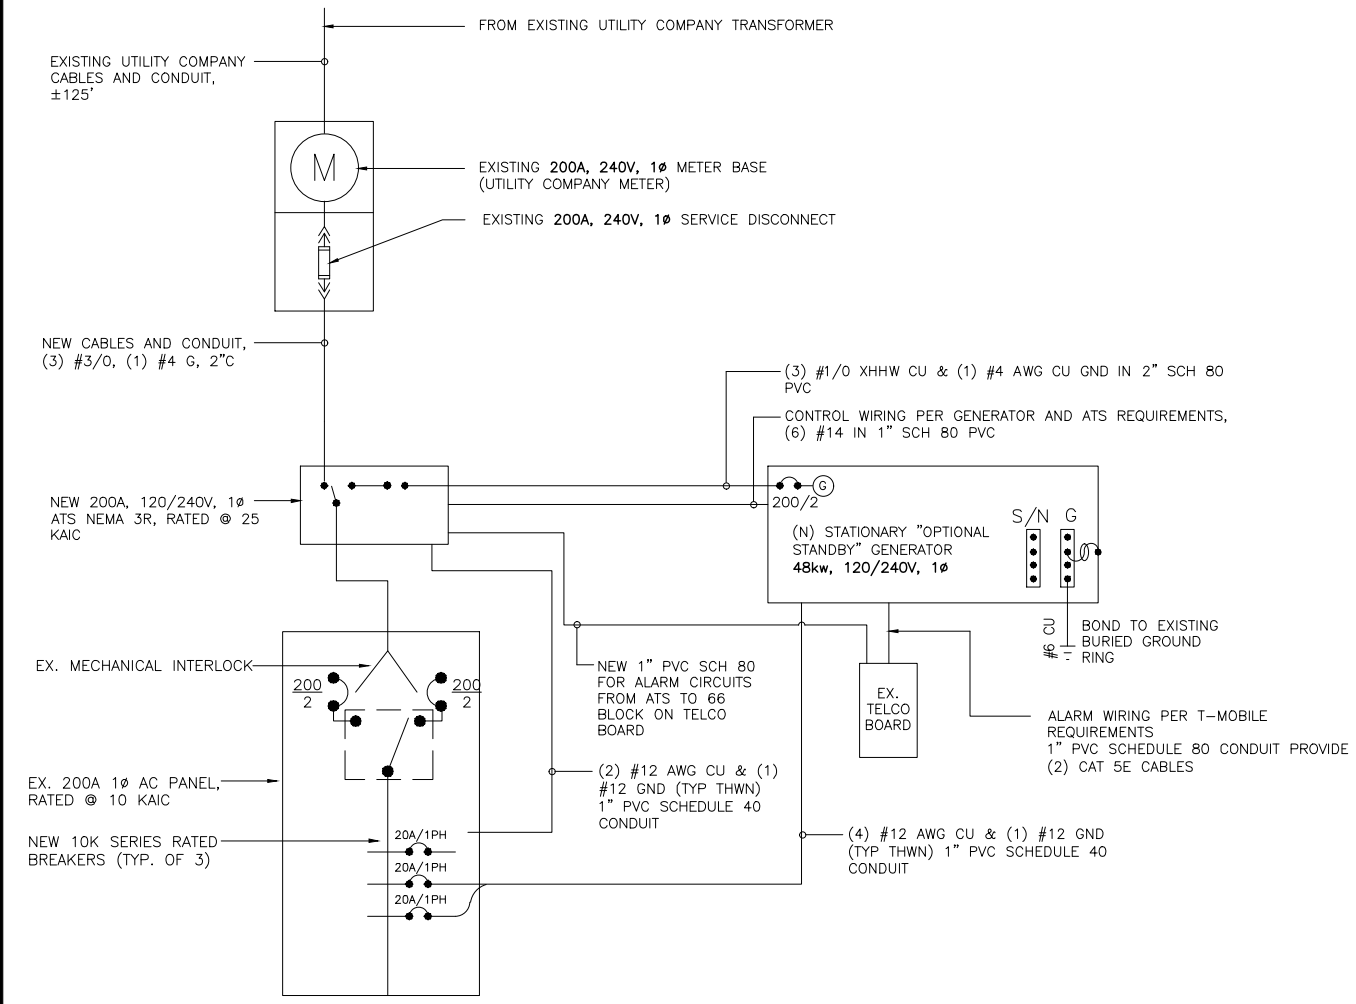 FROM EXISTING UTILITY COMPANY TRANSFORMER
EXISTING UTILITY COMPANY
CABLES AND CONDUIT,
±125'
M
EXISTING 200A, 240V, 1ø METER BASE
(UTILITY COMPANY METER)
EXISTING 200A, 240V, 1ø SERVICE DISCONNECT
NEW CABLES AND CONDUIT,
(3) #3/0, (1) #4 G, 2"C
(3) #1/0 XHHW CU & (1) #4 AWG CU GND IN 2" SCH 80
PVC
CONTROL WIRING PER GENERATOR AND ATS REQUIREMENTS,
(6) #14 IN 1" SCH 80 PVC
NEW 200A, 120/240V, 1ø
ATS NEMA 3R, RATED @ 25
KAIC
G
200/2
S/N G
(N) STATIONARY "OPTIONAL
STANDBY" GENERATOR
48kw, 120/240V, 1ø
#6 CU
BOND TO EXISTING
BURIED GROUND
RING
EX. MECHANICAL INTERLOCK
200
2
200
2
NEW 1" PVC SCH 80
FOR ALARM CIRCUITS
FROM ATS TO 66
BLOCK ON TELCO
BOARD
EX.
TELCO
BOARD
ALARM WIRING PER T-MOBILE
REQUIREMENTS
1" PVC SCHEDULE 80 CONDUIT PROVIDE
(2) CAT 5E CABLES
EX. 200A 1ø AC PANEL,
RATED @ 10 KAIC
(2) #12 AWG CU & (1)
#12 GND (TYP THWN)
1" PVC SCHEDULE 40
CONDUIT
NEW 10K SERIES RATED
BREAKERS (TYP. OF 3)
20A/1PH
20A/1PH
20A/1PH
(4) #12 AWG CU & (1) #12 GND
(TYP THWN) 1" PVC SCHEDULE 40
CONDUIT